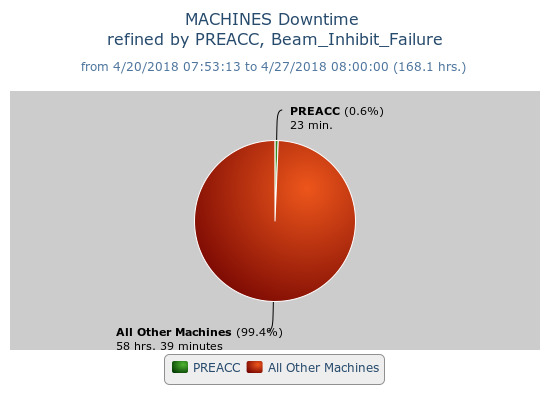 MACHINES Downtime
refined by PREACC, Beam_Inhibit_Failure
from 4/20/2018 07:53:13 to 4/27/2018 08:00:00 (168.1 hrs.)
PREACC (0.6%)
23 min.
All Other Machines (99.4%)
58 hrs. 39 minutes
PREACC All Other Machines